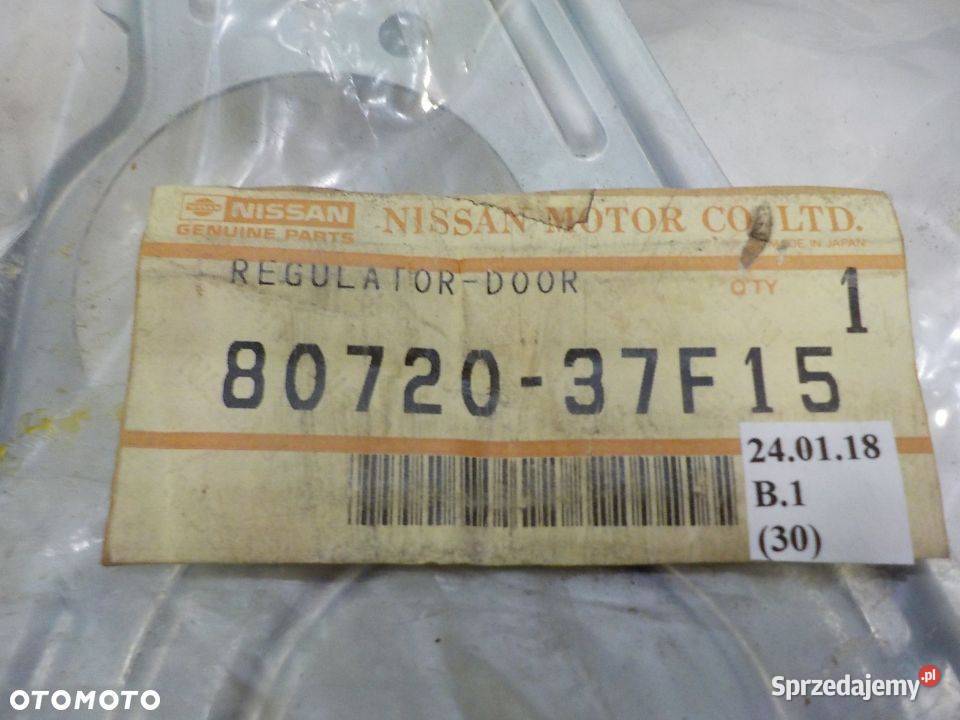 NISSAN
GENUINE PARTS
NISSAN MOTOR CO., LTD.
MADE IN JAPAN
REGULATOR-DOOR
QTY
1
80720-37F15
24.01.18
B.1
(30)
OTOMOTO
Sprzedajemy.pl